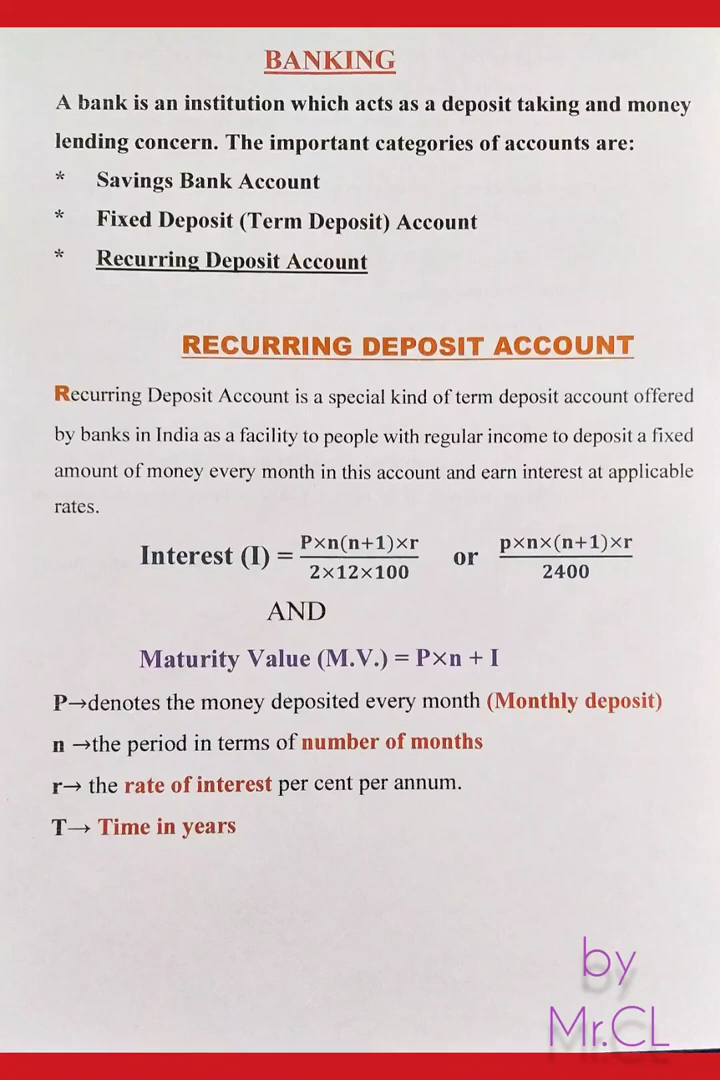 BANKING
A bank is an institution which acts as a deposit taking and money
lending concern. The important categories of accounts are:
* Savings Bank Account
* Fixed Deposit (Term Deposit) Account
* Recurring Deposit Account
RECURRING DEPOSIT ACCOUNT
Recurring Deposit Account is a special kind of term deposit account offered
by banks in India as a facility to people with regular income to deposit a fixed
amount of money every month in this account and earn interest at applicable
rates.
Interest (I) = P×n(n+1)×r / 2×12×100 or p×n×(n+1)×r / 2400
AND
Maturity Value (M.V.) = P×n + I
P→denotes the money deposited every month (Monthly deposit)
n →the period in terms of number of months
r→ the rate of interest per cent per annum.
T→ Time in years
by
Mr.CL